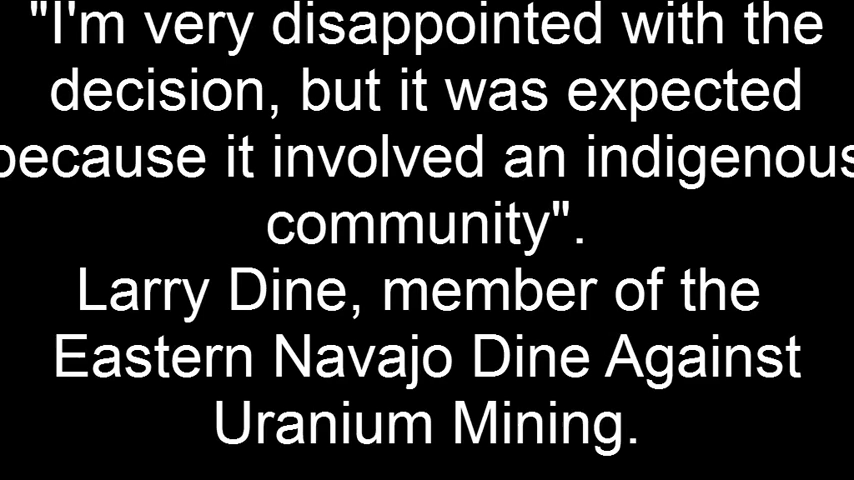 "I'm very disappointed with the
decision, but it was expected
because it involved an indigenous
community".
Larry Dine, member of the
Eastern Navajo Dine Against
Uranium Mining.